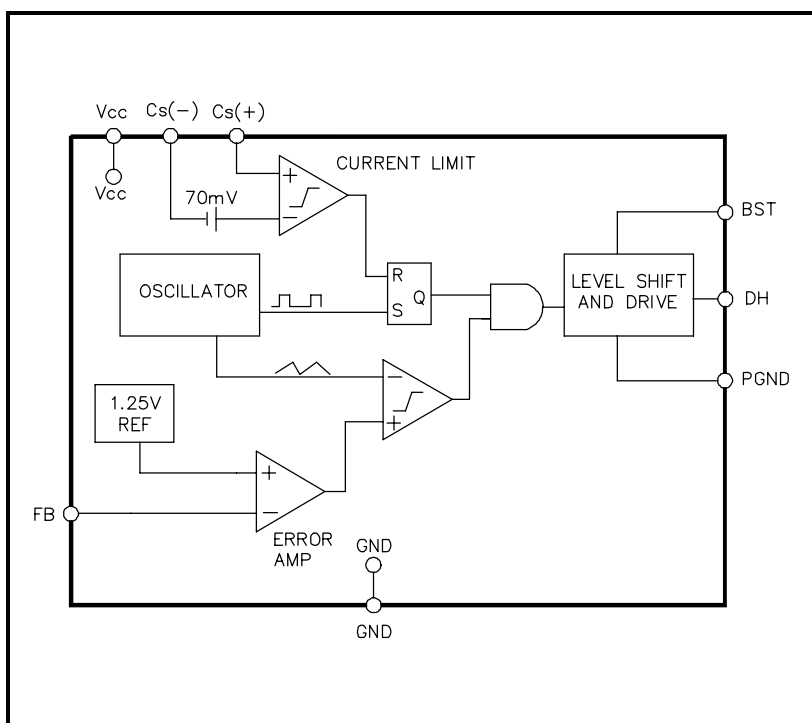 Vcc Cs(-) Cs(+)
Vcc
70mV
+
-
CURRENT LIMIT
BST
OSCILLATOR
R
S
Q
LEVEL SHIFT
AND DRIVE
DH
PGND
-
+
1.25V
REF
+
-
FB
ERROR
AMP
GND
GND